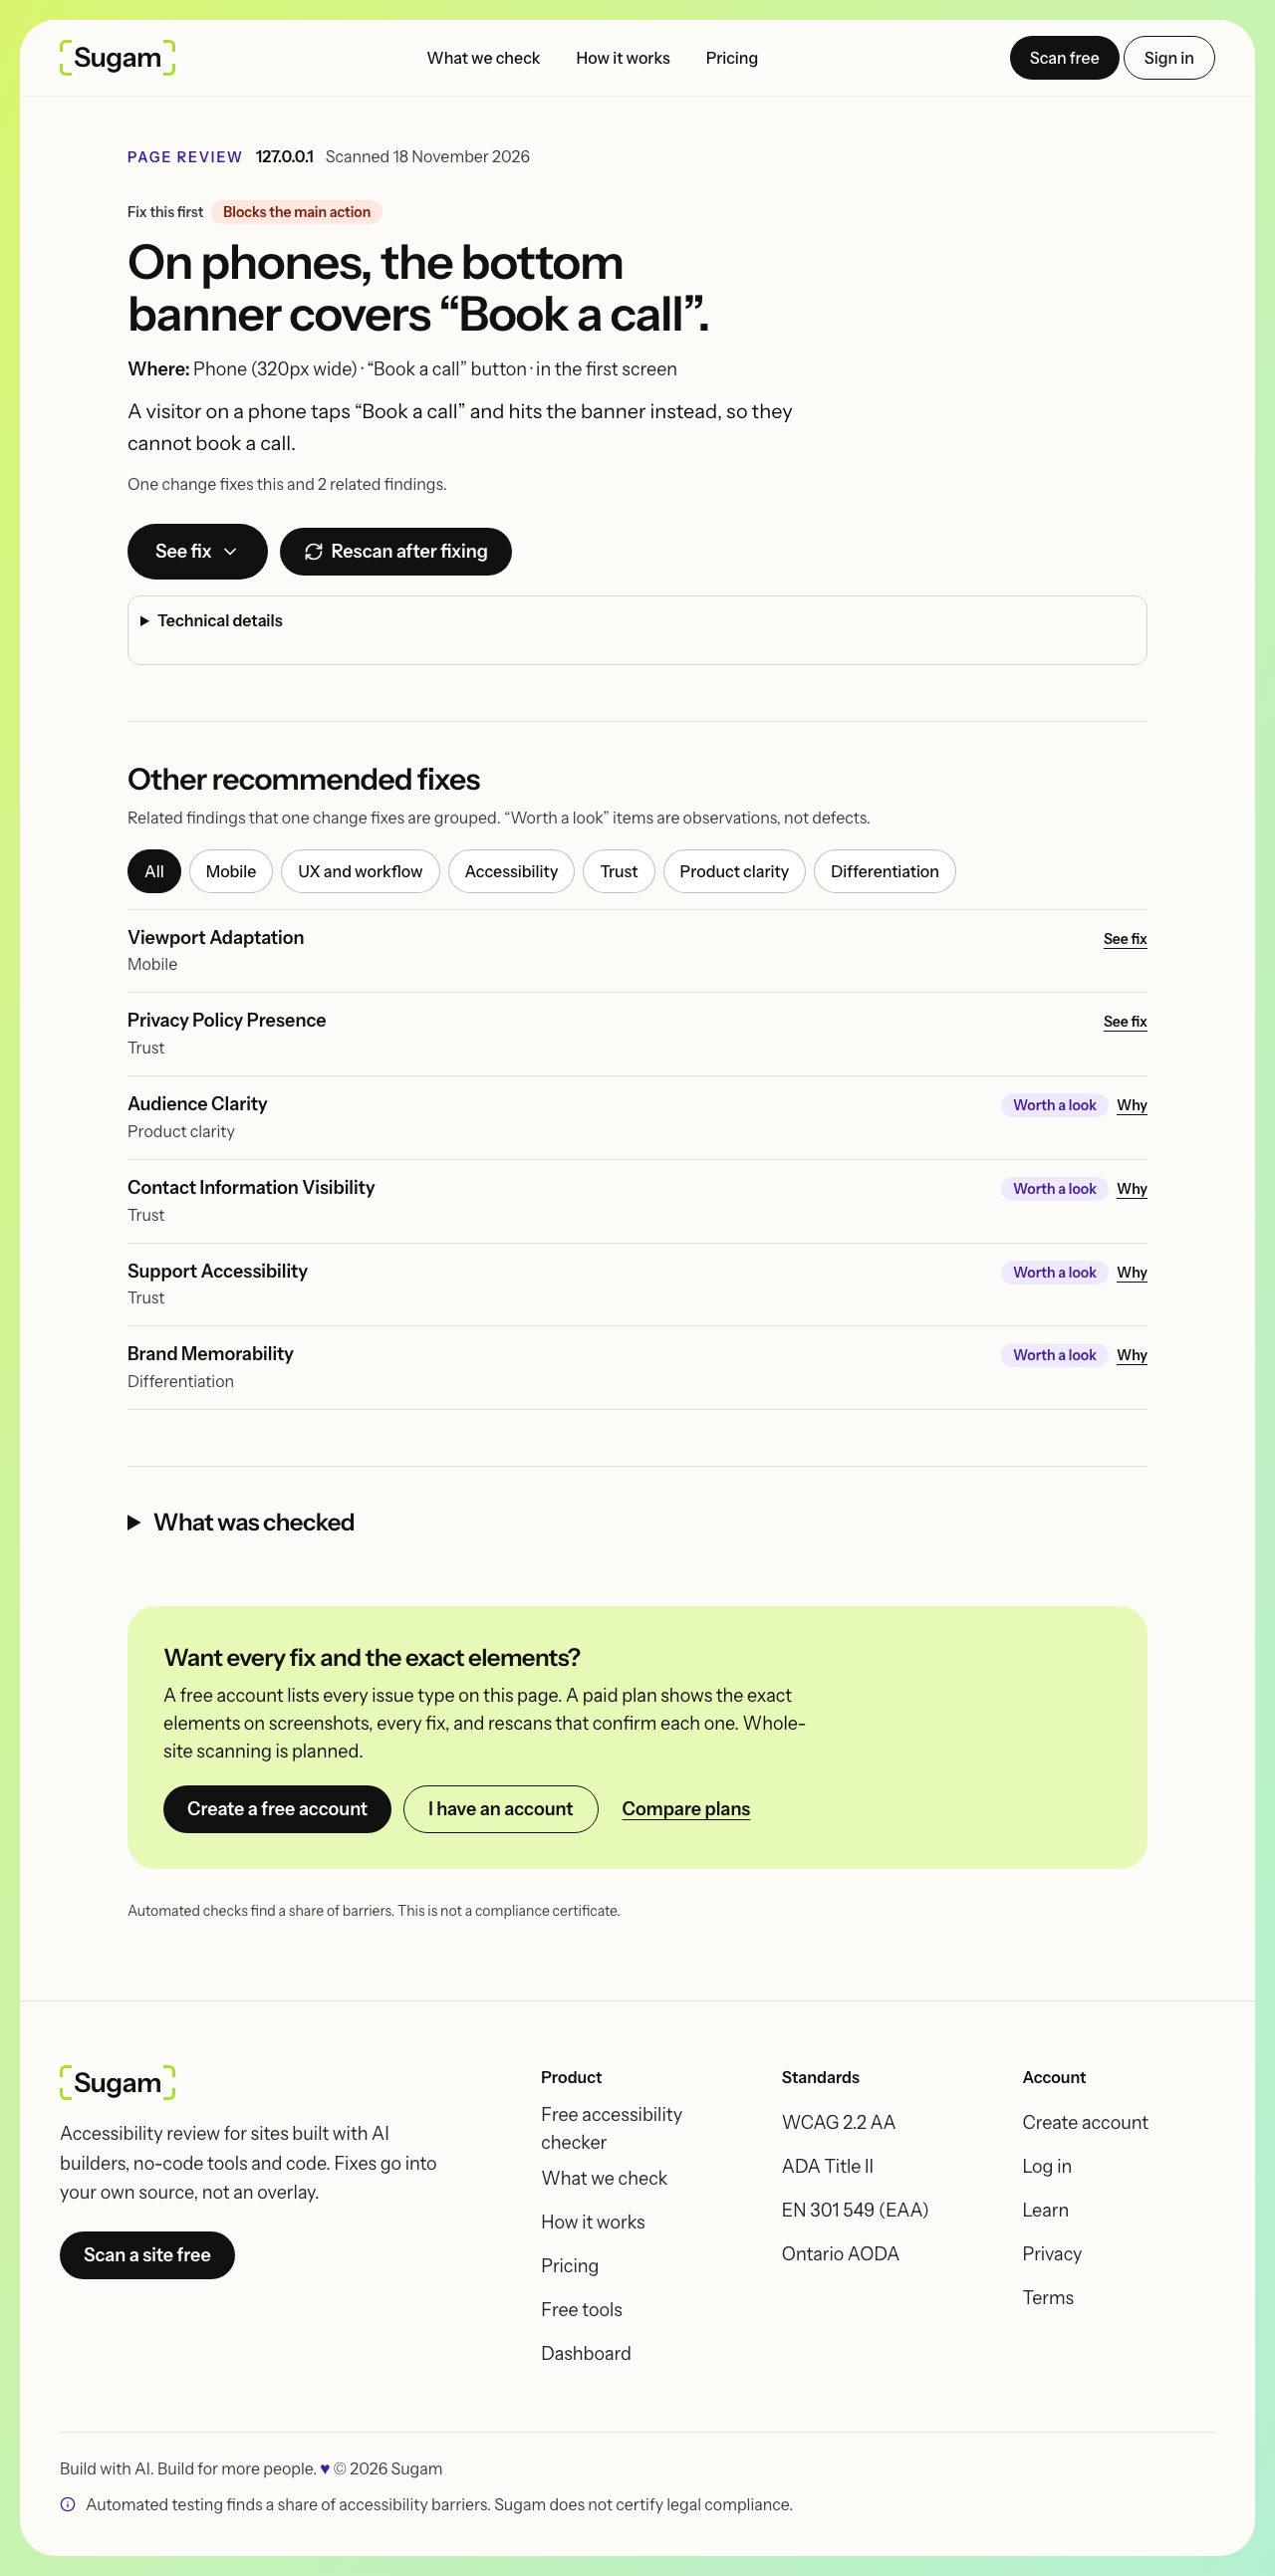 Sugam
What we check
How it works
Pricing
Scan free
Sign in
PAGE REVIEW 127.0.0.1 Scanned 18 November 2026
Fix this first Blocks the main action
On phones, the bottom
banner covers “Book a call”.
Where: Phone (320px wide) · “Book a call” button · in the first screen
A visitor on a phone taps “Book a call” and hits the banner instead, so they
cannot book a call.
One change fixes this and 2 related findings.
See fix
Rescan after fixing
Technical details
Other recommended fixes
Related findings that one change fixes are grouped. “Worth a look” items are observations, not defects.
All
Mobile
UX and workflow
Accessibility
Trust
Product clarity
Differentiation
Viewport Adaptation
See fix
Mobile
Privacy Policy Presence
See fix
Trust
Audience Clarity
Worth a look Why
Product clarity
Contact Information Visibility
Worth a look Why
Trust
Support Accessibility
Worth a look Why
Trust
Brand Memorability
Worth a look Why
Differentiation
What was checked
Want every fix and the exact elements?
A free account lists every issue type on this page. A paid plan shows the exact
elements on screenshots, every fix, and rescans that confirm each one. Whole-
site scanning is planned.
Create a free account
I have an account
Compare plans
Automated checks find a share of barriers. This is not a compliance certificate.
Sugam
Accessibility review for sites built with AI
builders, no-code tools and code. Fixes go into
your own source, not an overlay.
Scan a site free
Product
Free accessibility
checker
What we check
How it works
Pricing
Free tools
Dashboard
Standards
WCAG 2.2 AA
ADA Title II
EN 301 549 (EAA)
Ontario AODA
Account
Create account
Log in
Learn
Privacy
Terms
Build with AI. Build for more people. ♥ © 2026 Sugam
Automated testing finds a share of accessibility barriers. Sugam does not certify legal compliance.